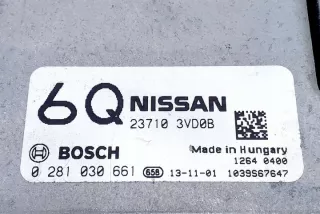 6Q NISSAN
23710 3VD0B
Made in Hungary
BOSCH 1264 0400
0 281 030 661 658 13-11-01 1039S67647